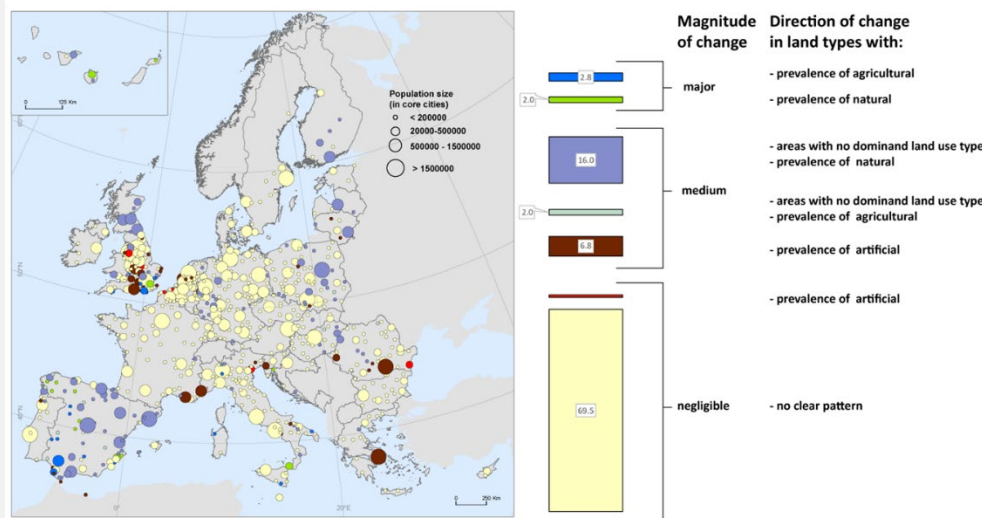 125 Km
Population size
(in core cities)
< 200000
20000-500000
500000 - 1500000
> 1500000
60°N
50°N
40°N
0°
20°E
250 Km
Magnitude
of change
Direction of change
in land types with:
2.8
2.0
major
- prevalence of agricultural
- prevalence of natural
16.0
2.0
6.8
medium
- areas with no dominand land use type
- prevalence of natural
- areas with no dominand land use type
- prevalence of agricultural
- prevalence of artificial
- prevalence of artificial
69.5
negligible
- no clear pattern